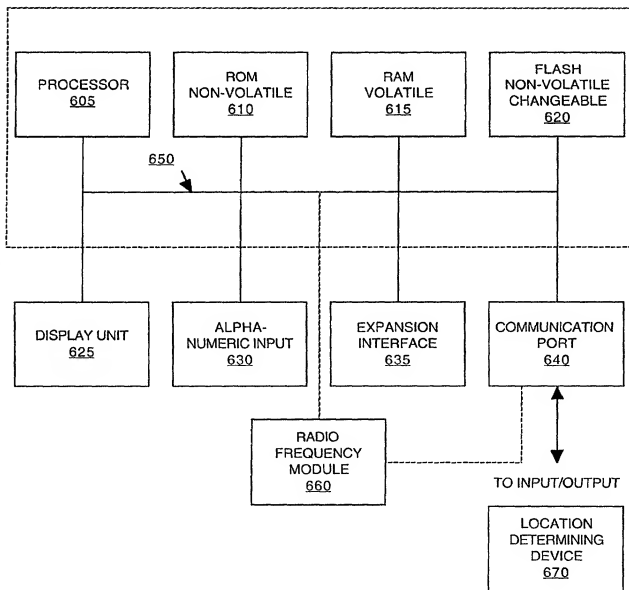 PROCESSOR
605
ROM
NON-VOLATILE
610
RAM
VOLATILE
615
FLASH
NON-VOLATILE
CHANGEABLE
620
650
DISPLAY UNIT
625
ALPHA-
NUMERIC INPUT
630
EXPANSION
INTERFACE
635
COMMUNICATION
PORT
640
RADIO
FREQUENCY
MODULE
660
TO INPUT/OUTPUT
LOCATION
DETERMINING
DEVICE
670